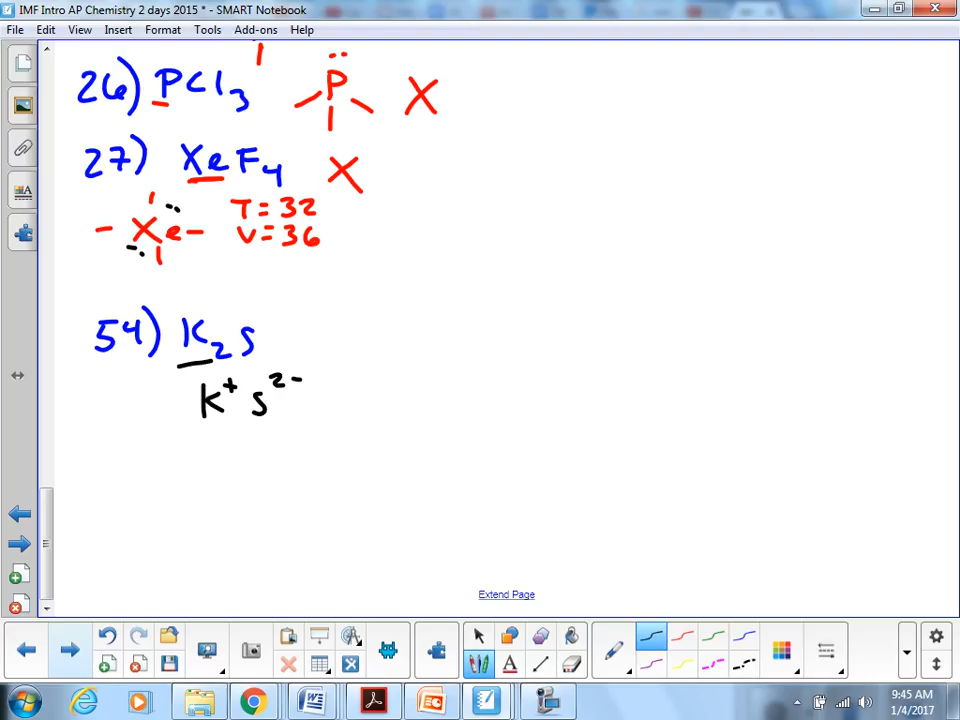 IMF Intro AP Chemistry 2 days 2015 * - SMART Notebook
File Edit View Insert Format Tools Add-ons Help
26) PCl3 P X
27) XeF4 X
Xe T = 32
V = 36
54) K2S
K+ S2-
Extend Page
A
9:45 AM
1/4/2017